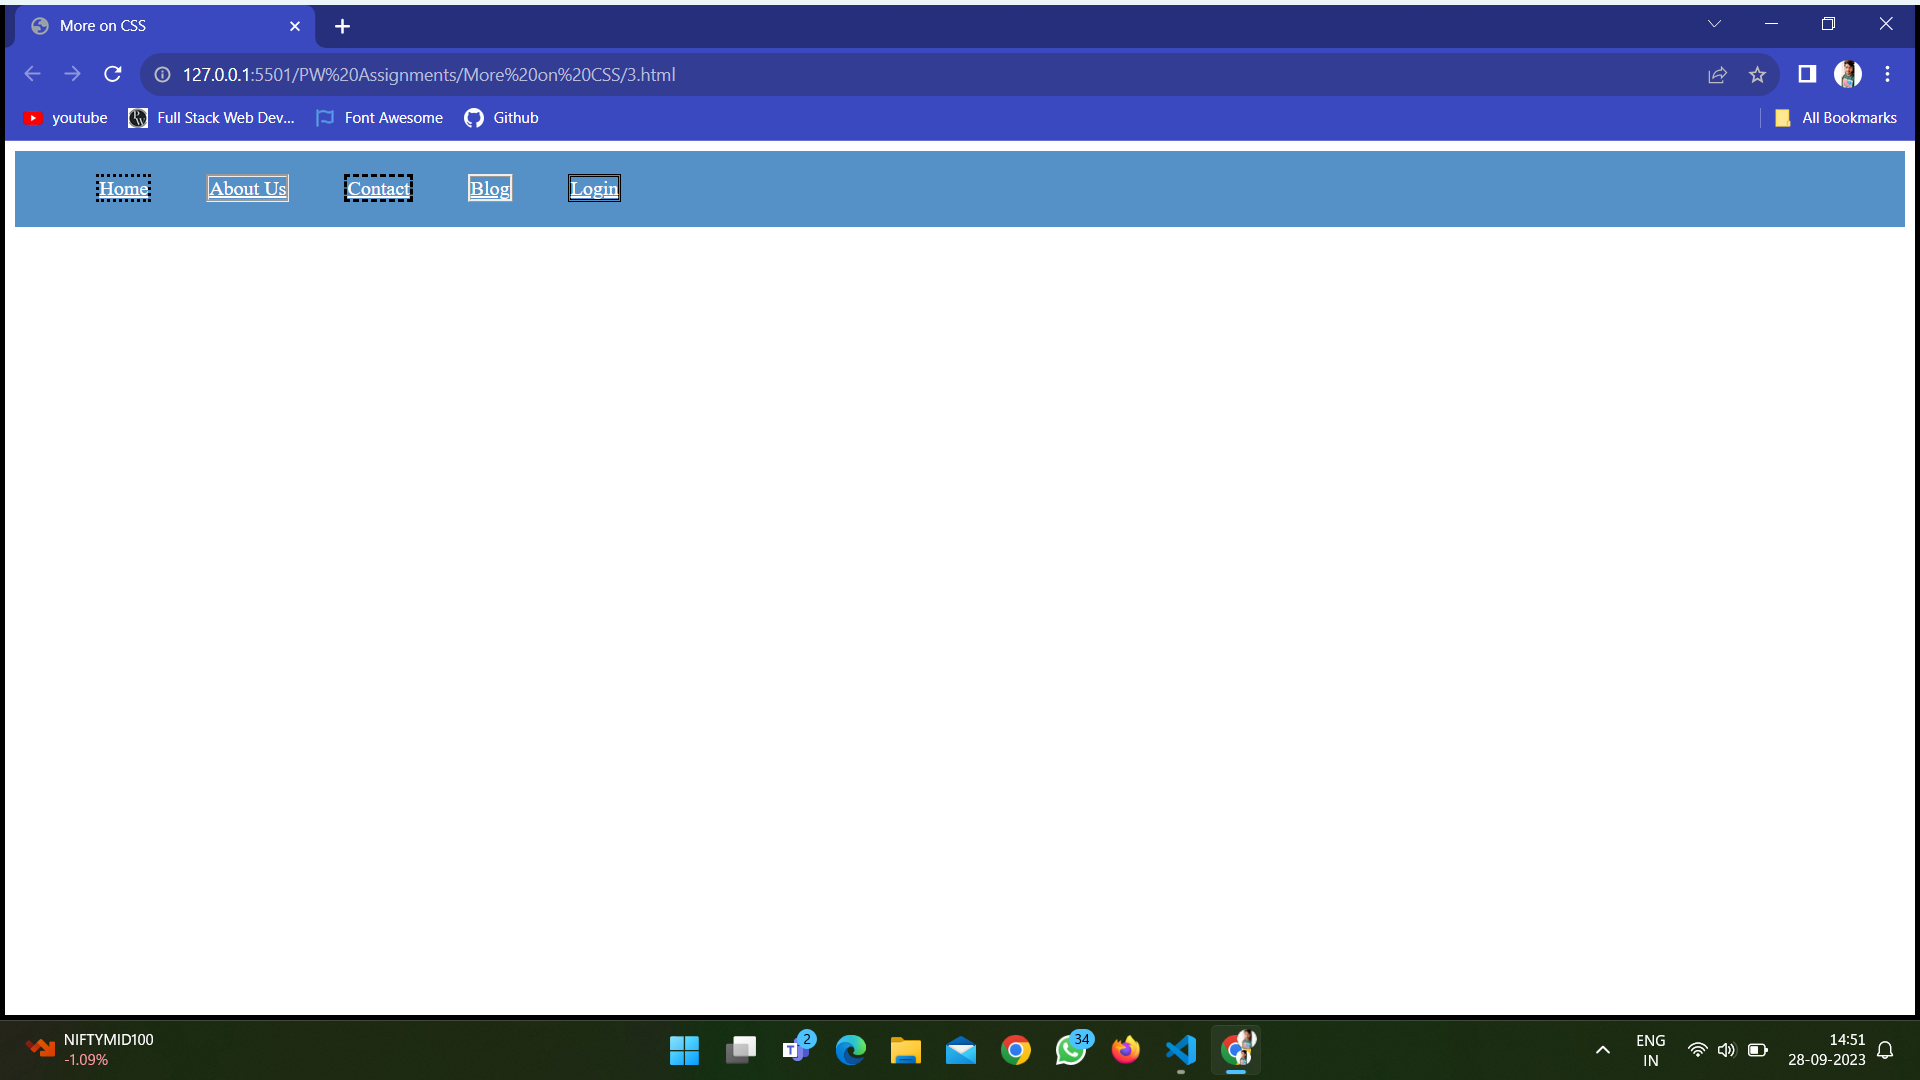 More on CSS
127.0.0.1:5501/PW%20Assignments/More%20on%20CSS/3.html
youtube Full Stack Web Dev... Font Awesome Github All Bookmarks
Home About Us Contact Blog Login
NIFTYMID100
-1.09%
T 2 34
ENG
IN
14:51
28-09-2023